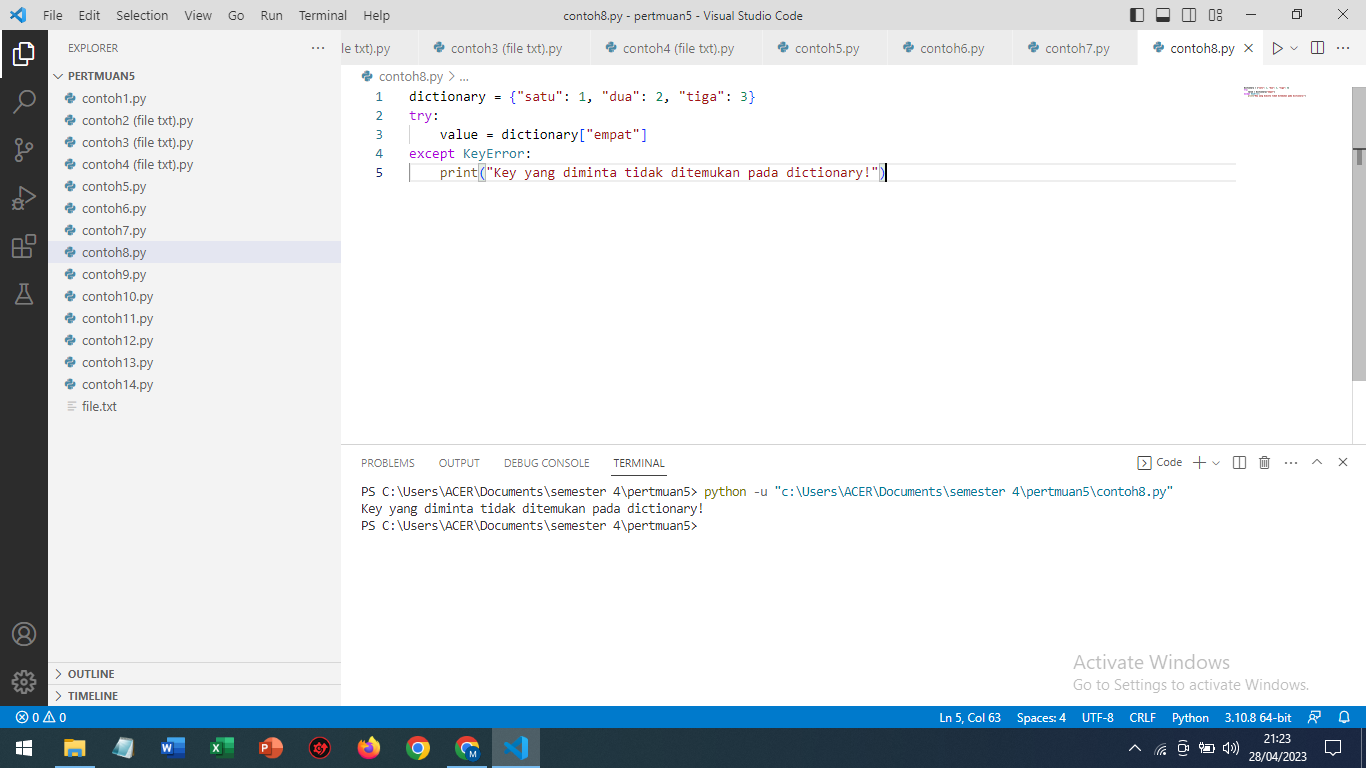 File Edit Selection View Go Run Terminal Help
contoh8.py - pertmuan5 - Visual Studio Code
EXPLORER
PERTMUAN5
contoh1.py
contoh2 (file txt).py
contoh3 (file txt).py
contoh4 (file txt).py
contoh5.py
contoh6.py
contoh7.py
contoh8.py
contoh9.py
contoh10.py
contoh11.py
contoh12.py
contoh13.py
contoh14.py
file.txt
OUTLINE
TIMELINE
le txt).py contoh3 (file txt).py contoh4 (file txt).py contoh5.py contoh6.py contoh7.py contoh8.py
contoh8.py > ...
1 dictionary = {"satu": 1, "dua": 2, "tiga": 3}
2 try:
3     value = dictionary["empat"]
4 except KeyError:
5     print("Key yang diminta tidak ditemukan pada dictionary!")
PROBLEMS OUTPUT DEBUG CONSOLE TERMINAL
Code
PS C:\Users\ACER\Documents\semester 4\pertmuan5> python -u "c:\Users\ACER\Documents\semester 4\pertmuan5\contoh8.py"
Key yang diminta tidak ditemukan pada dictionary!
PS C:\Users\ACER\Documents\semester 4\pertmuan5>
Activate Windows
Go to Settings to activate Windows.
0 0
Ln 5, Col 63 Spaces: 4 UTF-8 CRLF Python 3.10.8 64-bit
21:23
28/04/2023